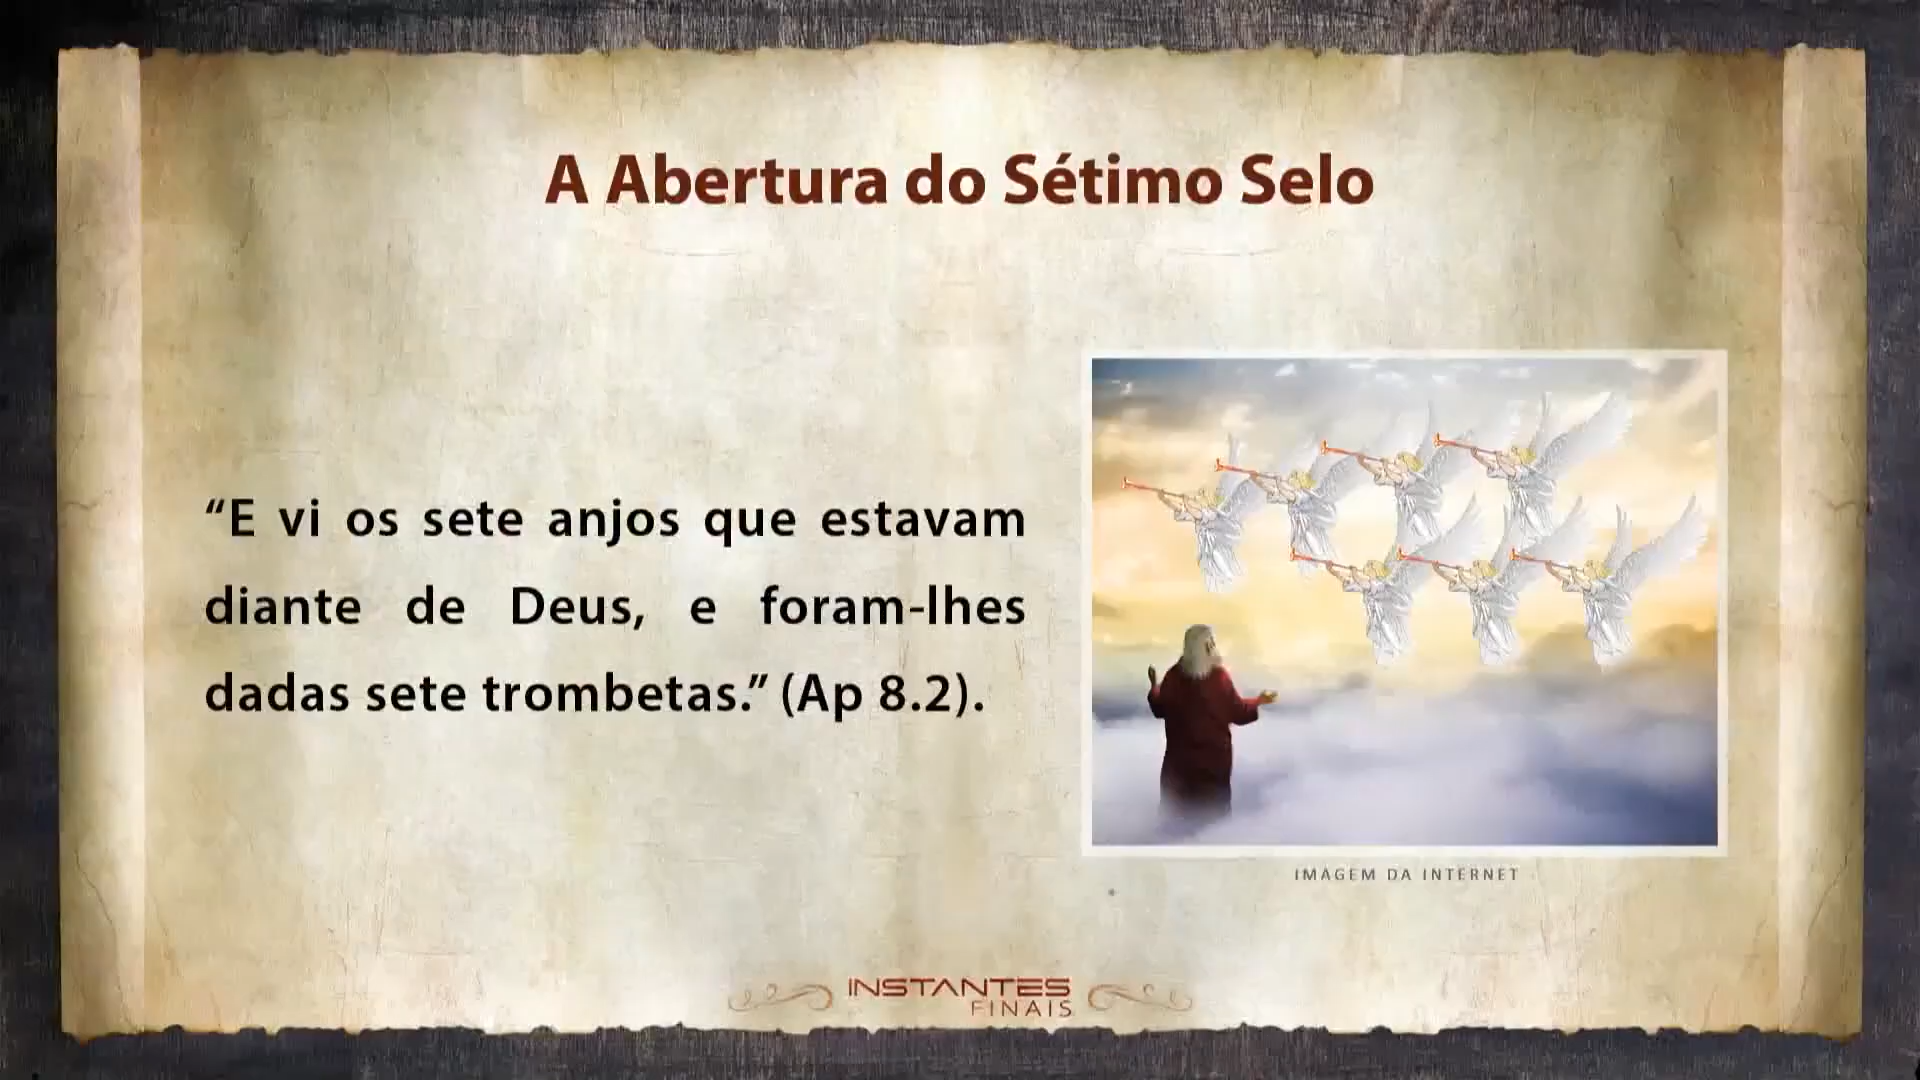 A Abertura do Sétimo Selo
“E vi os sete anjos que estavam
diante de Deus, e foram-lhes
dadas sete trombetas.” (Ap 8.2).
IMAGEM DA INTERNET
INSTANTES
FINAIS